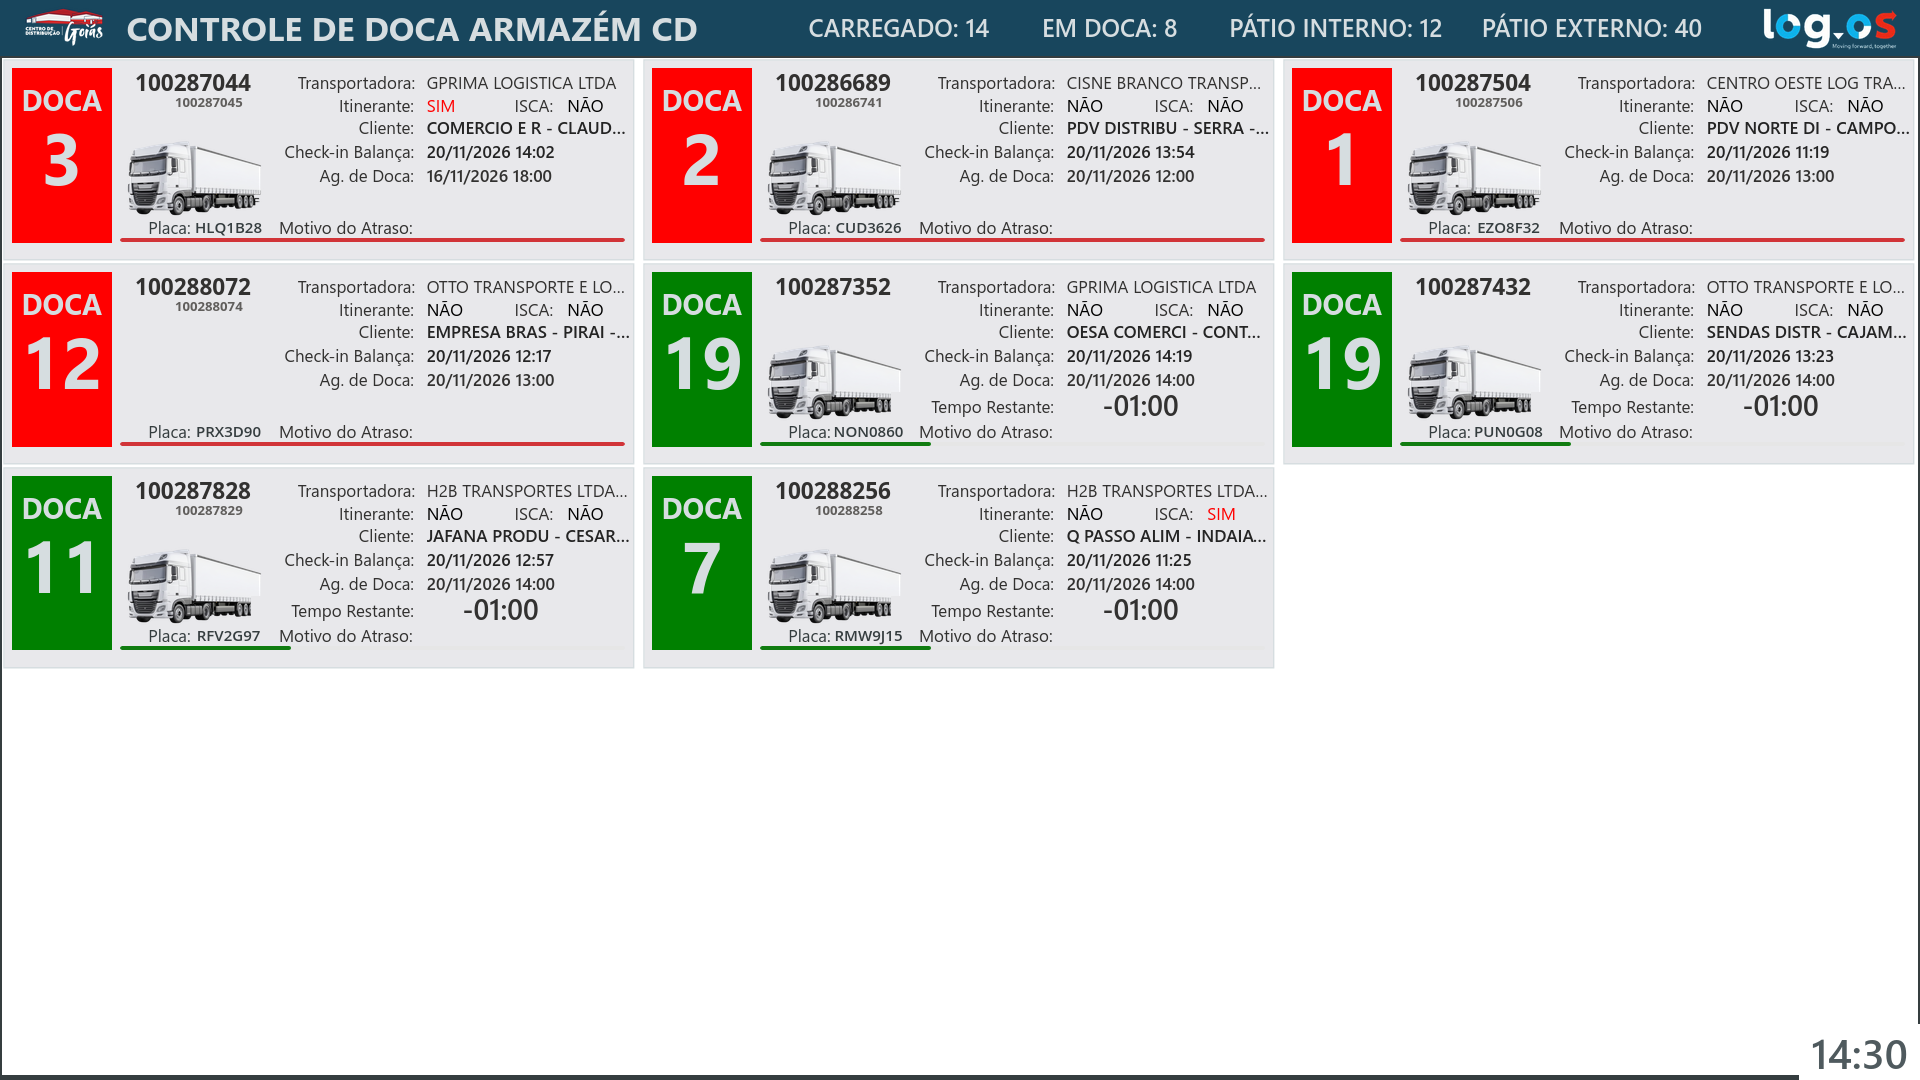 CENTRO DE DISTRIBUIÇÃO Goiás
CONTROLE DE DOCA ARMAZÉM CD
CARREGADO: 14
EM DOCA: 8
PÁTIO INTERNO: 12
PÁTIO EXTERNO: 40
log.os
Moving forward, together
DOCA
3
100287044
100287045
Transportadora: GPRIMA LOGISTICA LTDA
Itinerante: SIM ISCA: NÃO
Cliente: COMERCIO E R - CLAUD...
Check-in Balança: 20/11/2026 14:02
Ag. de Doca: 16/11/2026 18:00
Placa: HLQ1B28 Motivo do Atraso:
DOCA
2
100286689
100286741
Transportadora: CISNE BRANCO TRANSP...
Itinerante: NÃO ISCA: NÃO
Cliente: PDV DISTRIBU - SERRA -...
Check-in Balança: 20/11/2026 13:54
Ag. de Doca: 20/11/2026 12:00
Placa: CUD3626 Motivo do Atraso:
DOCA
1
100287504
100287506
Transportadora: CENTRO OESTE LOG TRA...
Itinerante: NÃO ISCA: NÃO
Cliente: PDV NORTE DI - CAMPO...
Check-in Balança: 20/11/2026 11:19
Ag. de Doca: 20/11/2026 13:00
Placa: EZO8F32 Motivo do Atraso:
DOCA
12
100288072
100288074
Transportadora: OTTO TRANSPORTE E LO...
Itinerante: NÃO ISCA: NÃO
Cliente: EMPRESA BRAS - PIRAI -...
Check-in Balança: 20/11/2026 12:17
Ag. de Doca: 20/11/2026 13:00
Placa: PRX3D90 Motivo do Atraso:
DOCA
19
100287352
Transportadora: GPRIMA LOGISTICA LTDA
Itinerante: NÃO ISCA: NÃO
Cliente: OESA COMERCI - CONT...
Check-in Balança: 20/11/2026 14:19
Ag. de Doca: 20/11/2026 14:00
Tempo Restante: -01:00
Placa: NON0860 Motivo do Atraso:
DOCA
19
100287432
Transportadora: OTTO TRANSPORTE E LO...
Itinerante: NÃO ISCA: NÃO
Cliente: SENDAS DISTR - CAJAM...
Check-in Balança: 20/11/2026 13:23
Ag. de Doca: 20/11/2026 14:00
Tempo Restante: -01:00
Placa: PUN0G08 Motivo do Atraso:
DOCA
11
100287828
100287829
Transportadora: H2B TRANSPORTES LTDA...
Itinerante: NÃO ISCA: NÃO
Cliente: JAFANA PRODU - CESAR...
Check-in Balança: 20/11/2026 12:57
Ag. de Doca: 20/11/2026 14:00
Tempo Restante: -01:00
Placa: RFV2G97 Motivo do Atraso:
DOCA
7
100288256
100288258
Transportadora: H2B TRANSPORTES LTDA...
Itinerante: NÃO ISCA: SIM
Cliente: Q PASSO ALIM - INDAIA...
Check-in Balança: 20/11/2026 11:25
Ag. de Doca: 20/11/2026 14:00
Tempo Restante: -01:00
Placa: RMW9J15 Motivo do Atraso:
14:30